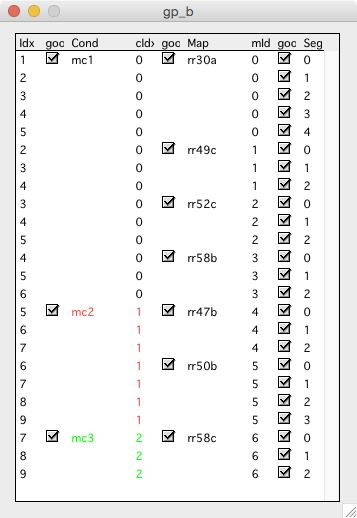 gp_b
Idx goo Cond cIdx goo Map mId goo Seg
1 mc1 0 rr30a 0 0
2 0 0 1
3 0 0 2
4 0 0 3
5 0 0 4
2 0 rr49c 1 0
3 0 1 1
4 0 1 2
3 0 rr52c 2 0
4 0 2 1
5 0 2 2
4 0 rr58b 3 0
5 0 3 1
6 0 3 2
5 mc2 1 rr47b 4 0
6 1 4 1
7 1 4 2
6 1 rr50b 5 0
7 1 5 1
8 1 5 2
9 1 5 3
7 mc3 2 rr58c 6 0
8 2 6 1
9 2 6 2